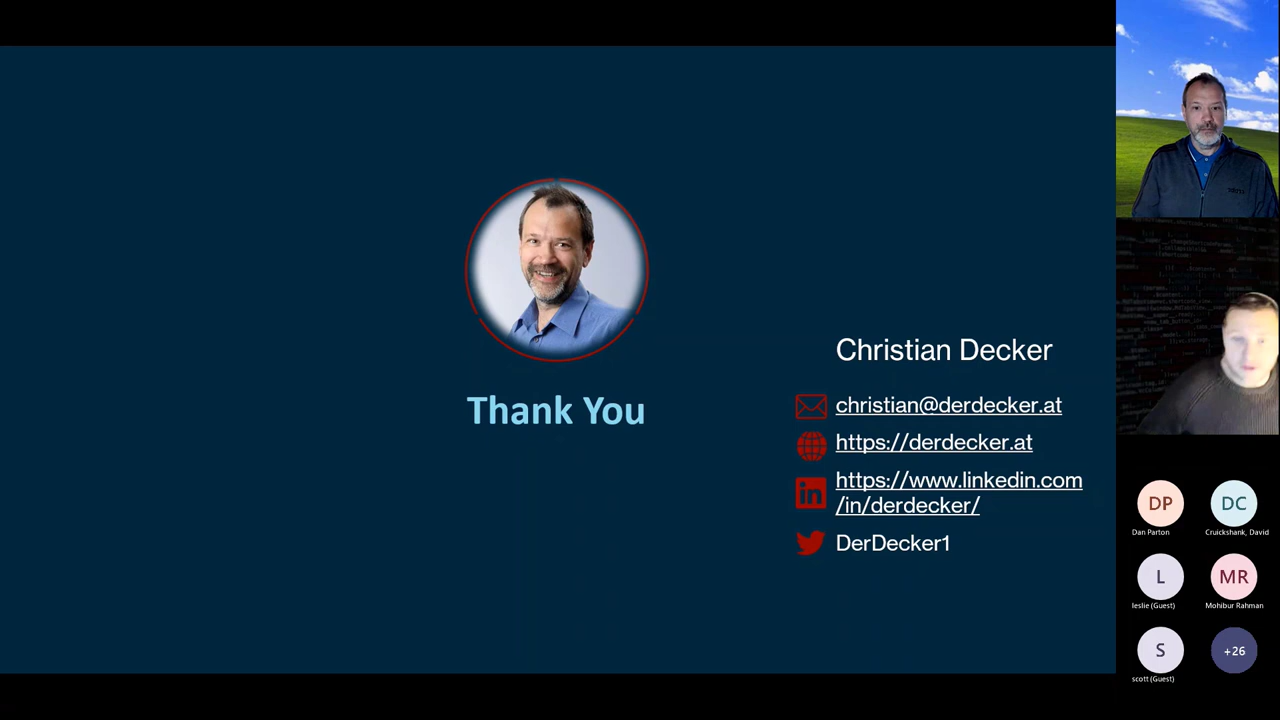 Thank You
Christian Decker
christian@derdecker.at
https://derdecker.at
in
https://www.linkedin.com
/in/derdecker/
DerDecker1
DP
DC
Dan Parton
Cruickshank, David
L
MR
leslie (Guest)
Mohibur Rahman
S
+26
scott (Guest)